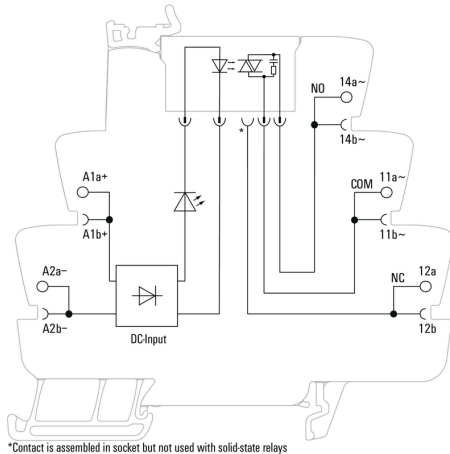 NO
14a~
14b~
*
A1a+
COM
11a~
A1b+
11b~
A2a−
NC
12a
A2b−
12b
DC-Input
*Contact is assembled in socket but not used with solid-state relays